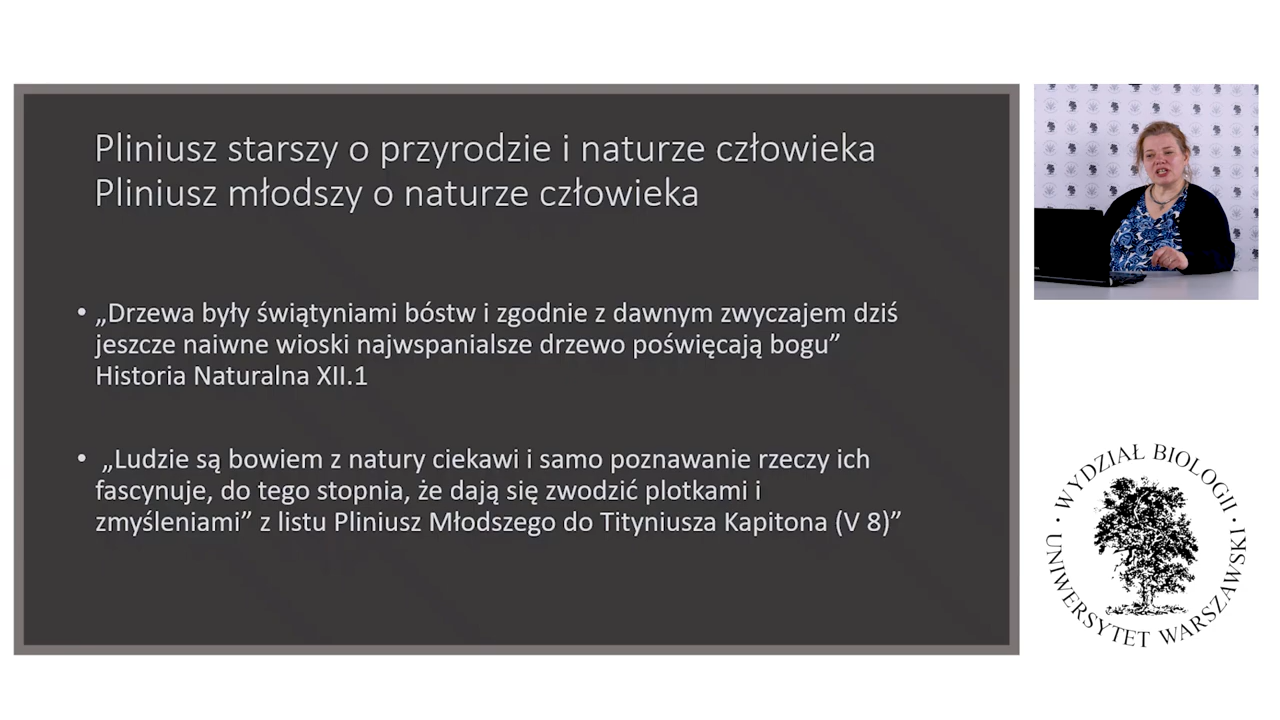 Pliniusz starszy o przyrodzie i naturze człowieka
Pliniusz młodszy o naturze człowieka
• „Drzewa były świątyniami bóstw i zgodnie z dawnym zwyczajem dziś
jeszcze naiwne wioski najwspanialsze drzewo poświęcają bogu”
Historia Naturalna XII.1
• „Ludzie są bowiem z natury ciekawi i samo poznawanie rzeczy ich
fascynuje, do tego stopnia, że dają się zwodzić plotkami i
zmyśleniami” z listu Pliniusz Młodszego do Tityniusza Kapitona (V 8)”
• WYDZIAŁ BIOLOGII •
UNIWERSYTET WARSZAWSKI